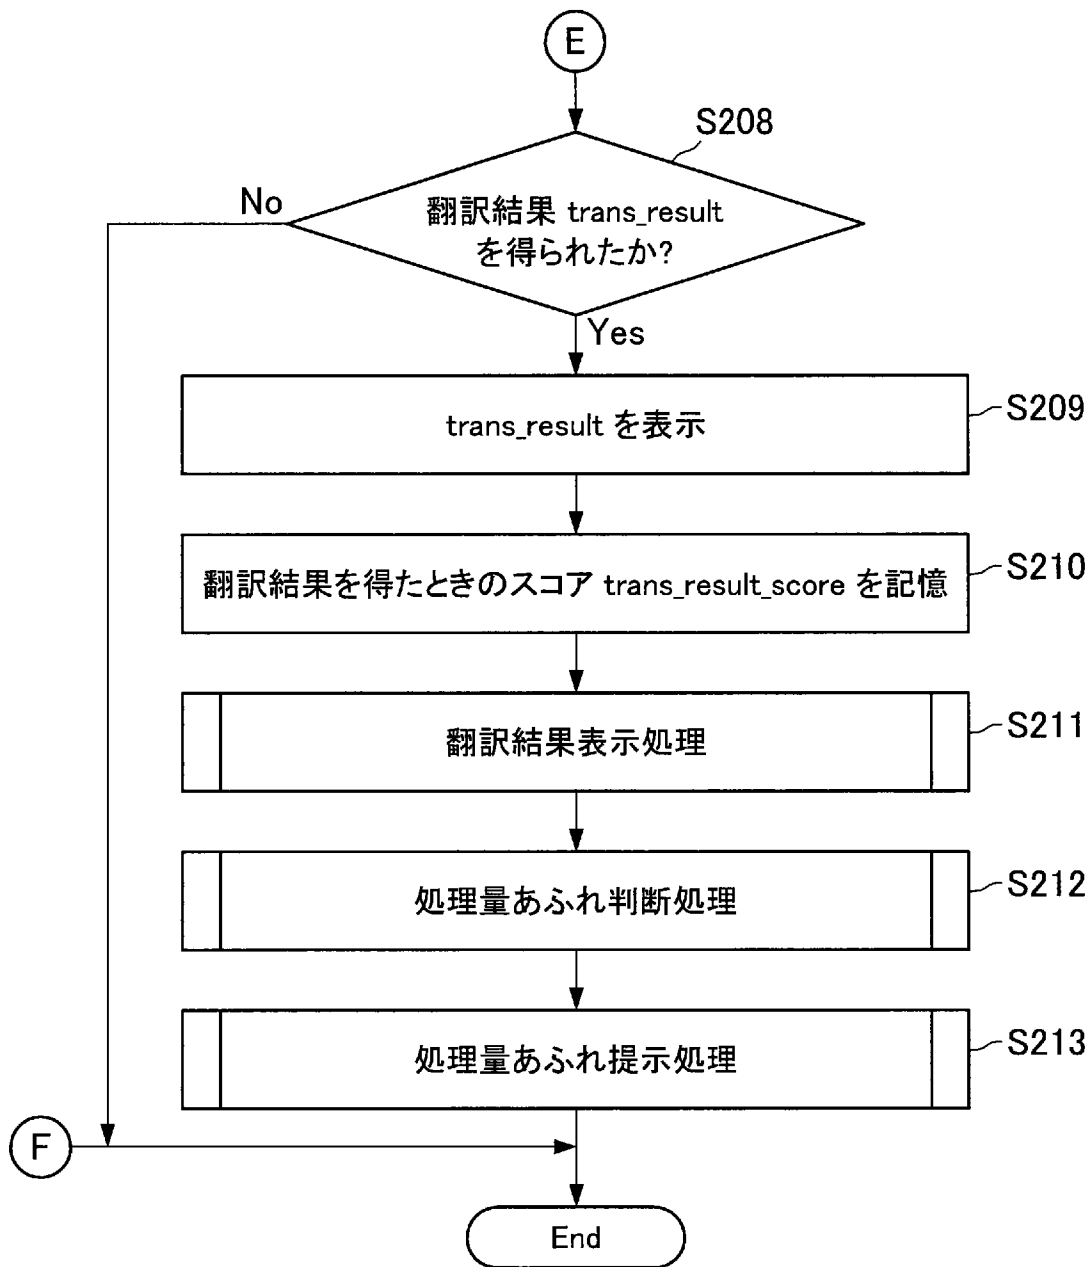 E
S208
No
翻訳結果 trans_result
を得られたか?
Yes
trans_result を表示
S209
翻訳結果を得たときのスコア trans_result_score を記憶
S210
翻訳結果表示処理
S211
処理量あふれ判断処理
S212
処理量あふれ提示処理
S213
F
End